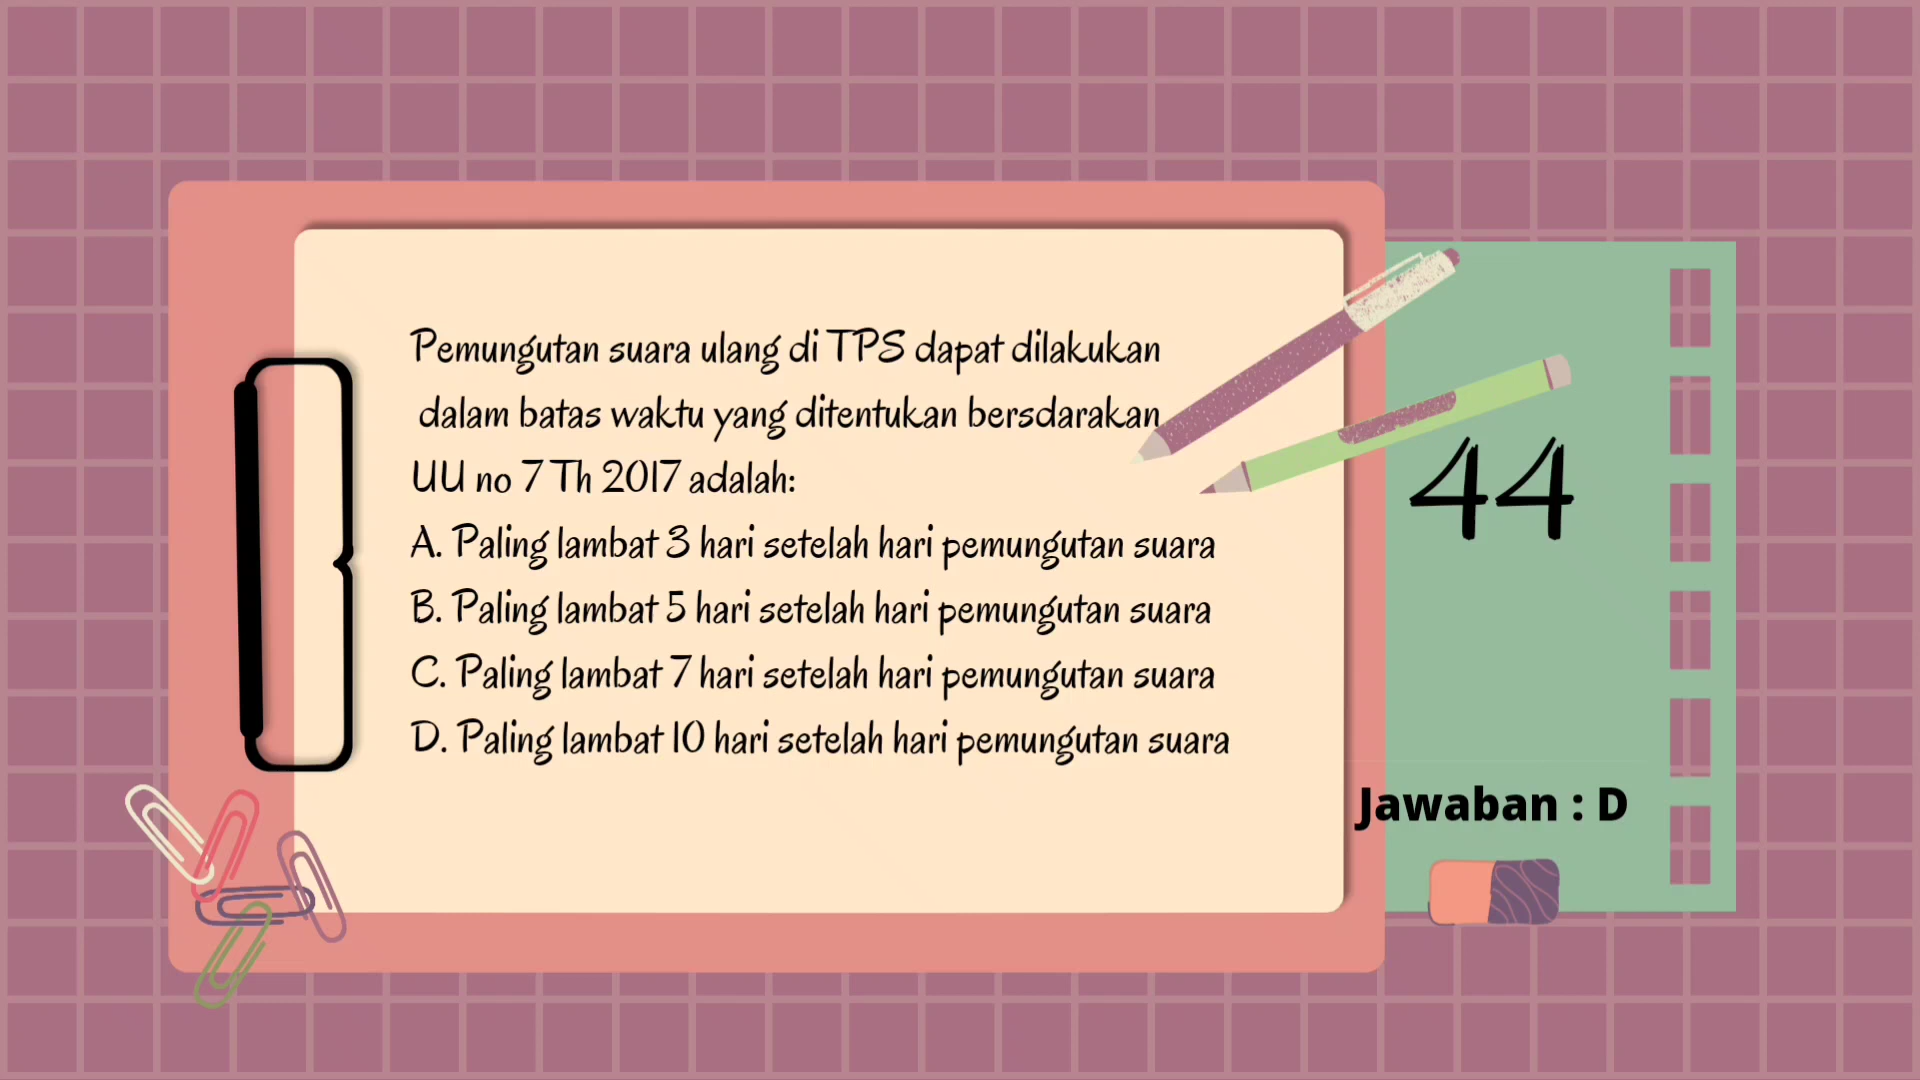 Pemungutan suara ulang di TPS dapat dilakukan
dalam batas waktu yang ditentukan bersdarakan
UU no 7 Th 2017 adalah:
A. Paling lambat 3 hari setelah hari pemungutan suara
B. Paling lambat 5 hari setelah hari pemungutan suara
C. Paling lambat 7 hari setelah hari pemungutan suara
D. Paling lambat 10 hari setelah hari pemungutan suara
44
Jawaban : D